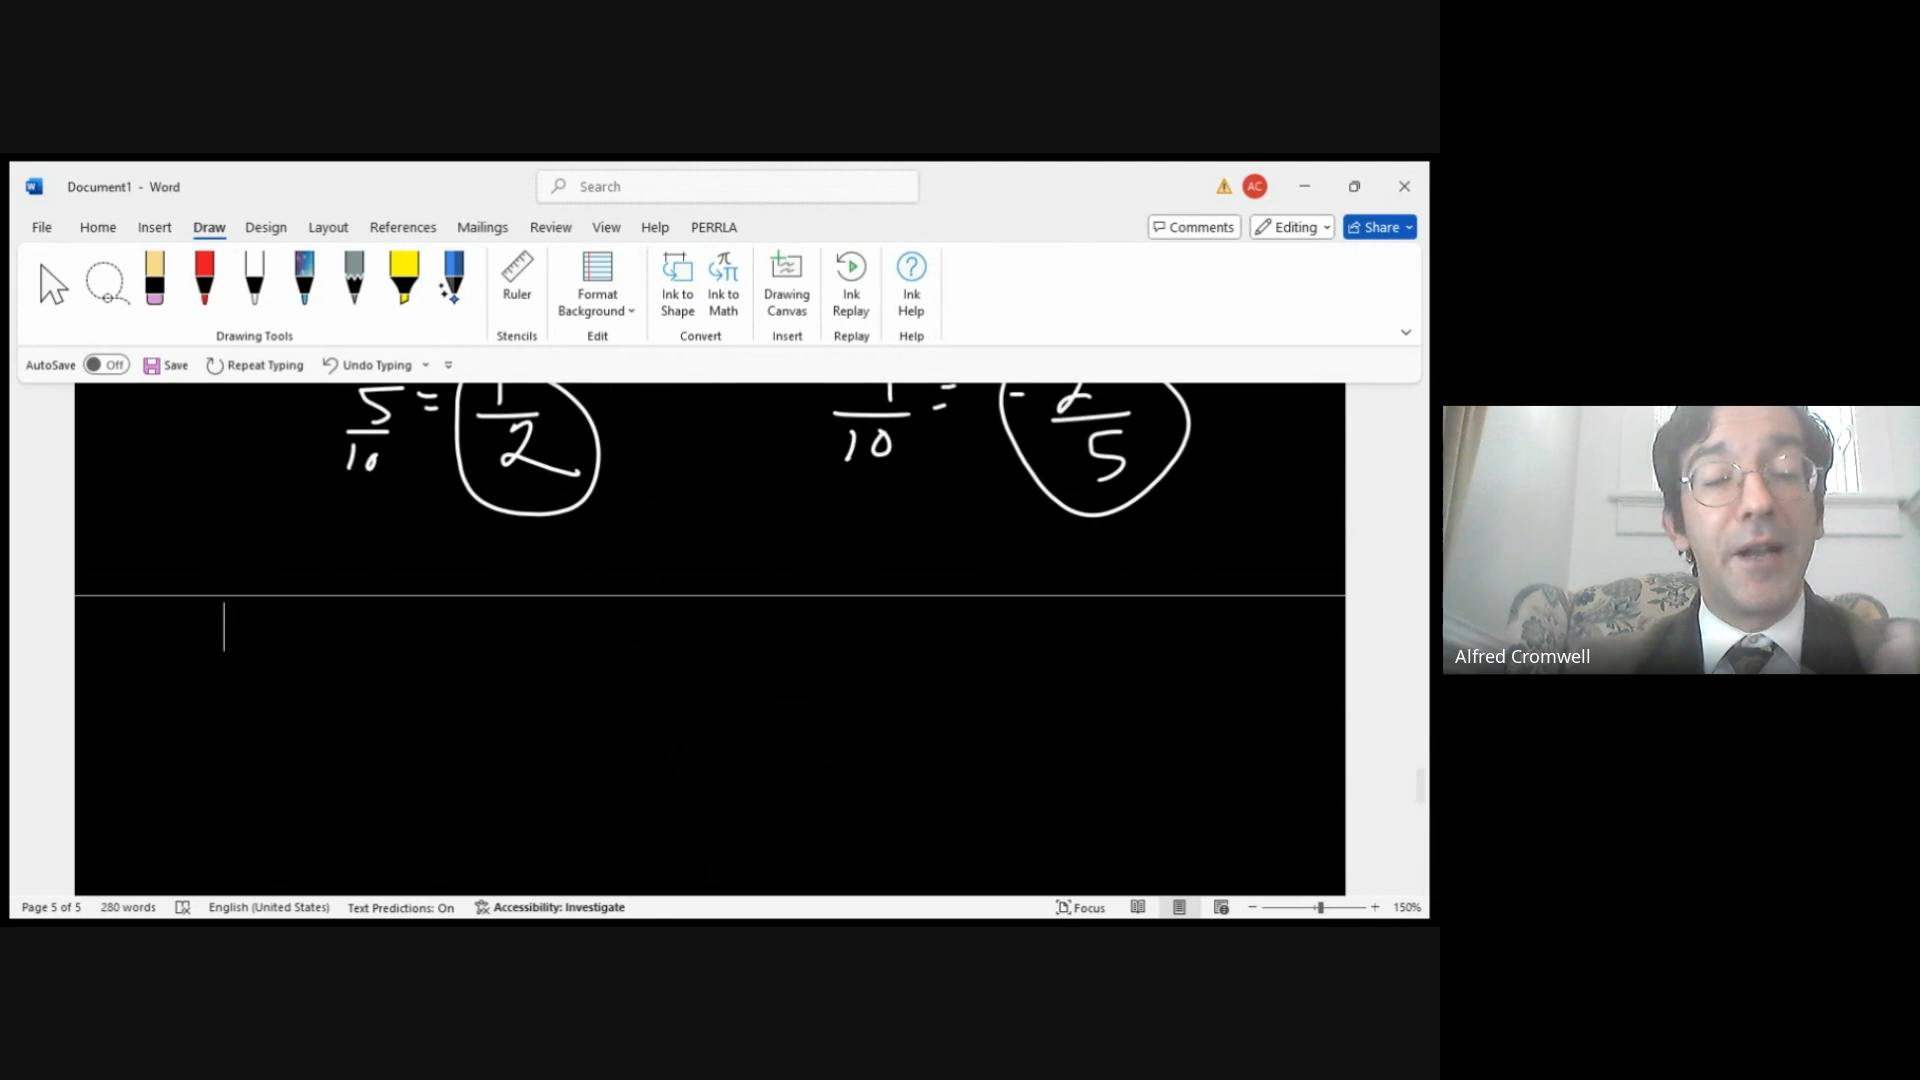 Document1 - Word
Search
AC
File Home Insert Draw Design Layout References Mailings Review View Help PERRLA
Comments Editing Share
Ruler
Format Background
Ink to Shape
Ink to Math
Drawing Canvas
Ink Replay
Ink Help
Drawing Tools Stencils Edit Convert Insert Replay Help
AutoSave Off Save Repeat Typing Undo Typing
5/10 = 1/2
1/10 = - 2/5
Alfred Cromwell
Page 5 of 5 280 words English (United States) Text Predictions: On Accessibility: Investigate Focus 150%